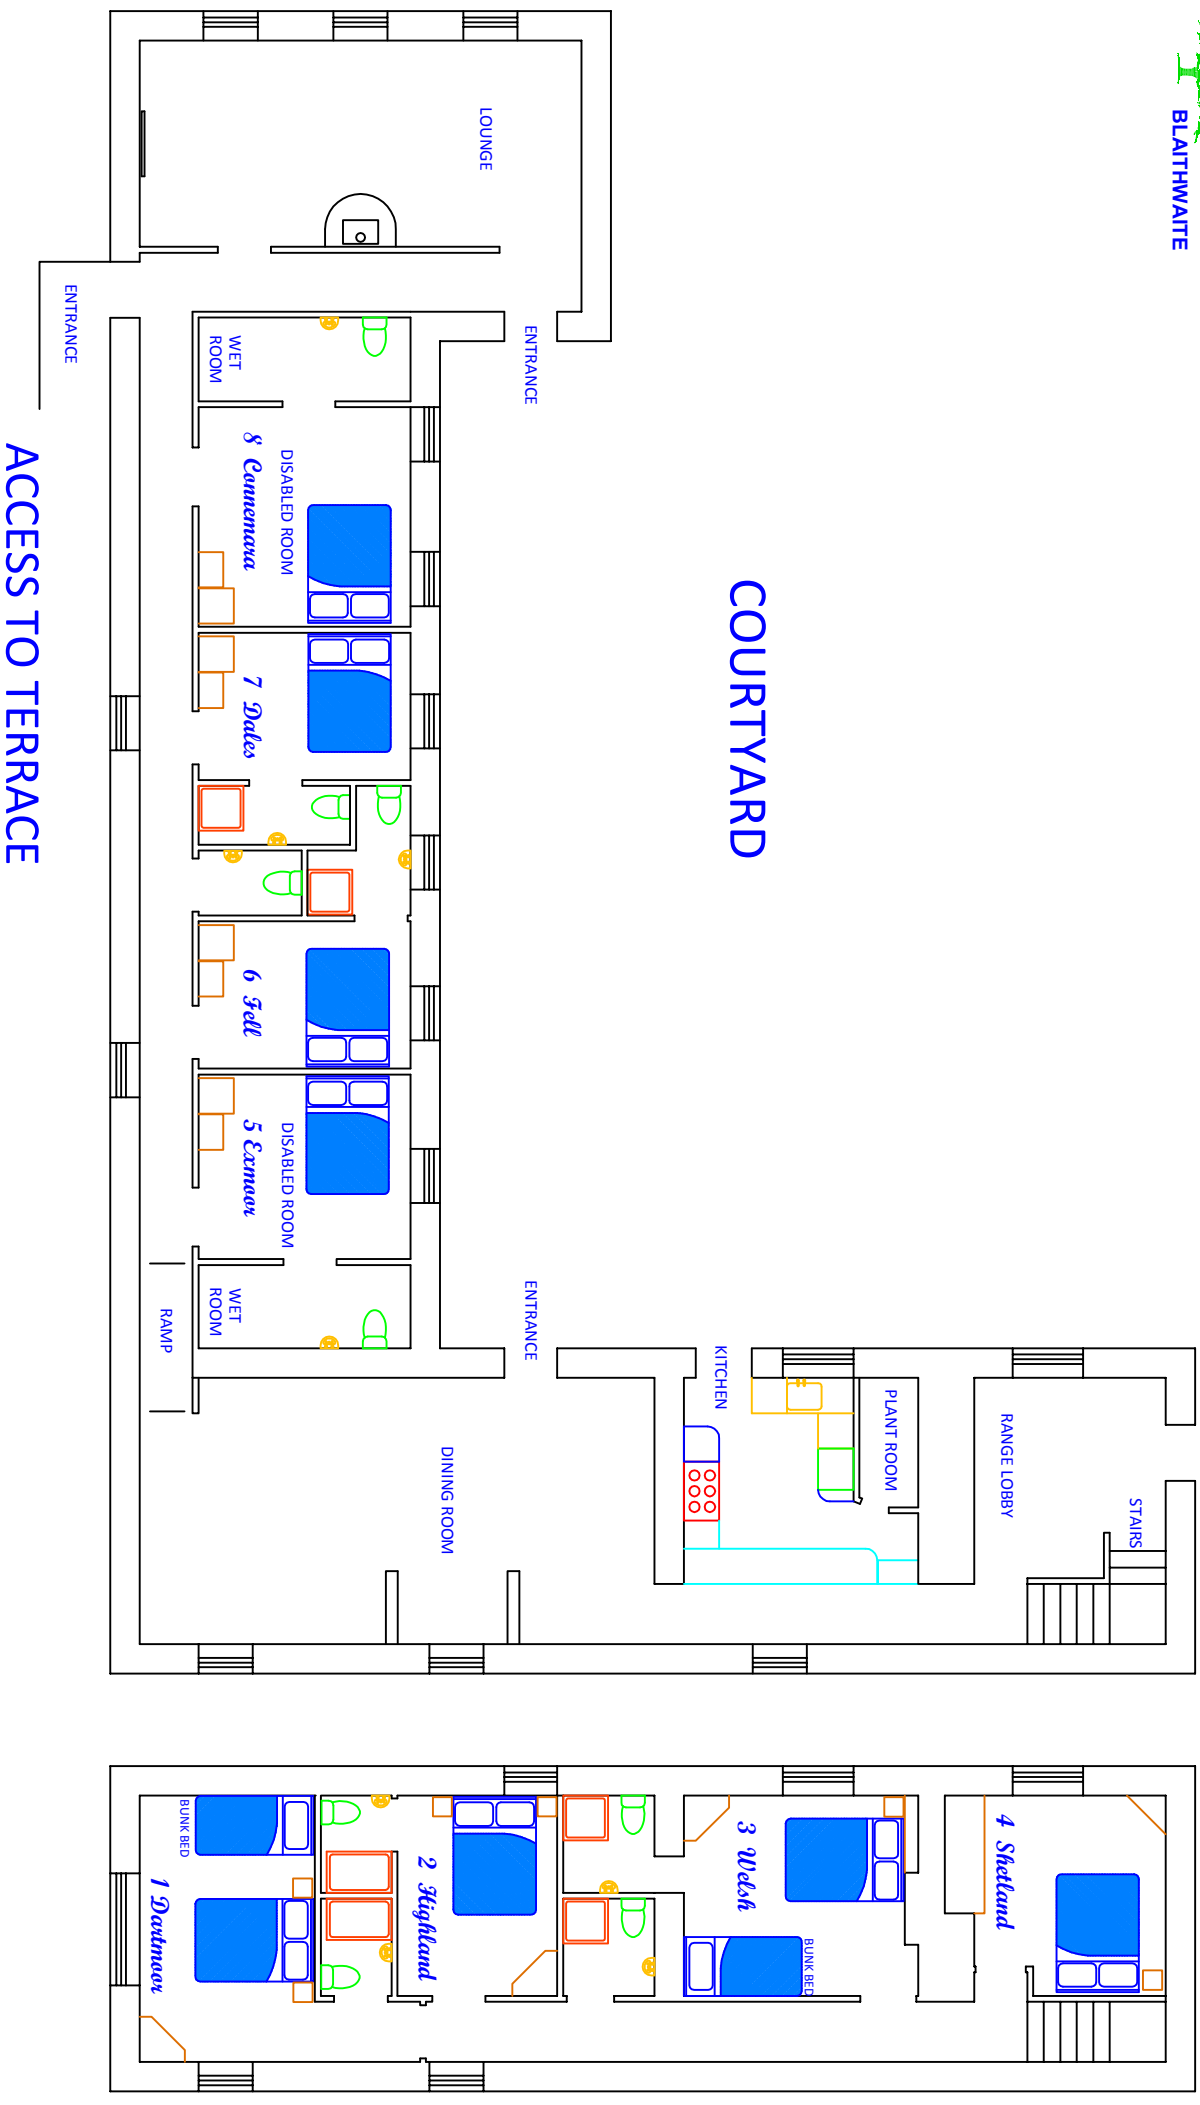 BLAITHWAITE
LOUNGE
ENTRANCE
ENTRANCE
WET
ROOM
DISABLED ROOM
8 Connemara
COURTYARD
ACCESS TO TERRACE
7 Dales
6 Fell
DISABLED ROOM
5 Exmoor
WET
ROOM
RAMP
ENTRANCE
KITCHEN
PLANT ROOM
RANGE LOBBY
STAIRS
DINING ROOM
BUNK BED
1 Dartmoor
2 Highland
3 Welsh
BUNK BED
4 Shetland